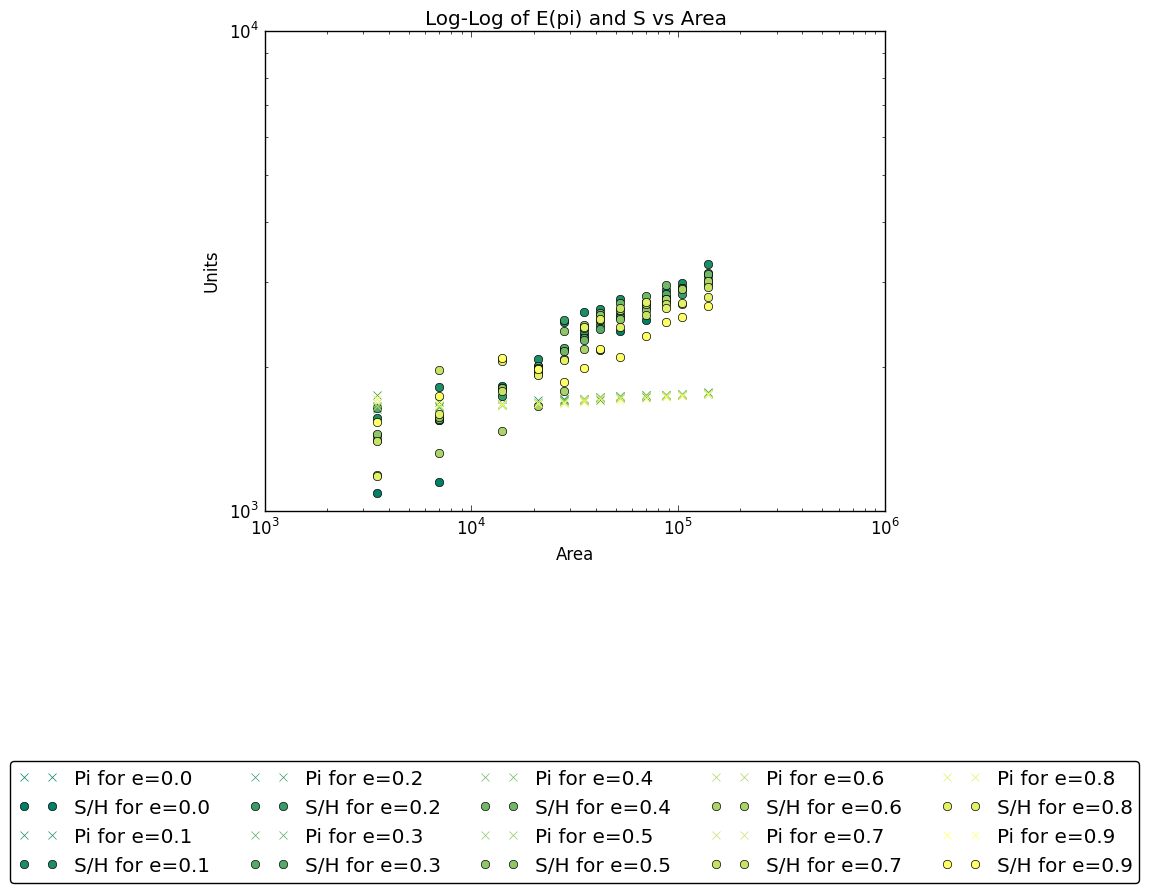 Log-Log of E(pi) and S vs Area
10^4
Units
10^3
10^3 10^4 10^5 10^6
Area
Pi for e=0.0 Pi for e=0.2 Pi for e=0.4 Pi for e=0.6 Pi for e=0.8
S/H for e=0.0 S/H for e=0.2 S/H for e=0.4 S/H for e=0.6 S/H for e=0.8
Pi for e=0.1 Pi for e=0.3 Pi for e=0.5 Pi for e=0.7 Pi for e=0.9
S/H for e=0.1 S/H for e=0.3 S/H for e=0.5 S/H for e=0.7 S/H for e=0.9